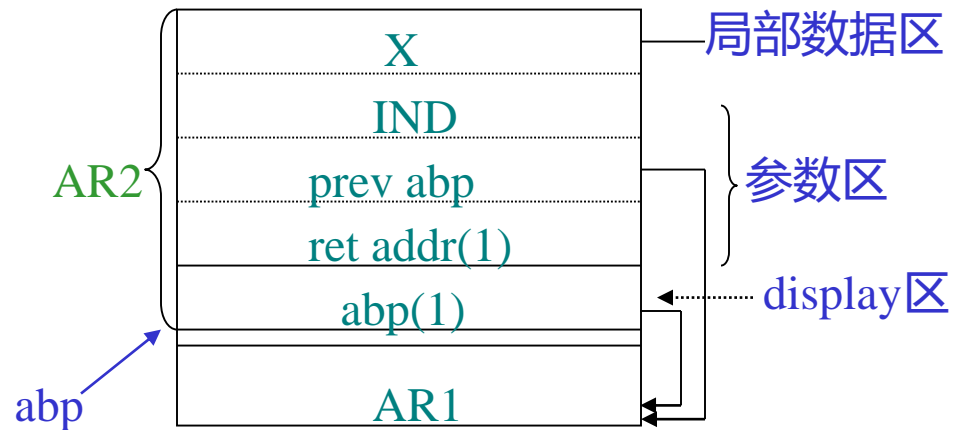 X
局部数据区
IND
AR2
prev abp
参数区
ret addr(1)
display区
abp(1)
abp
AR1